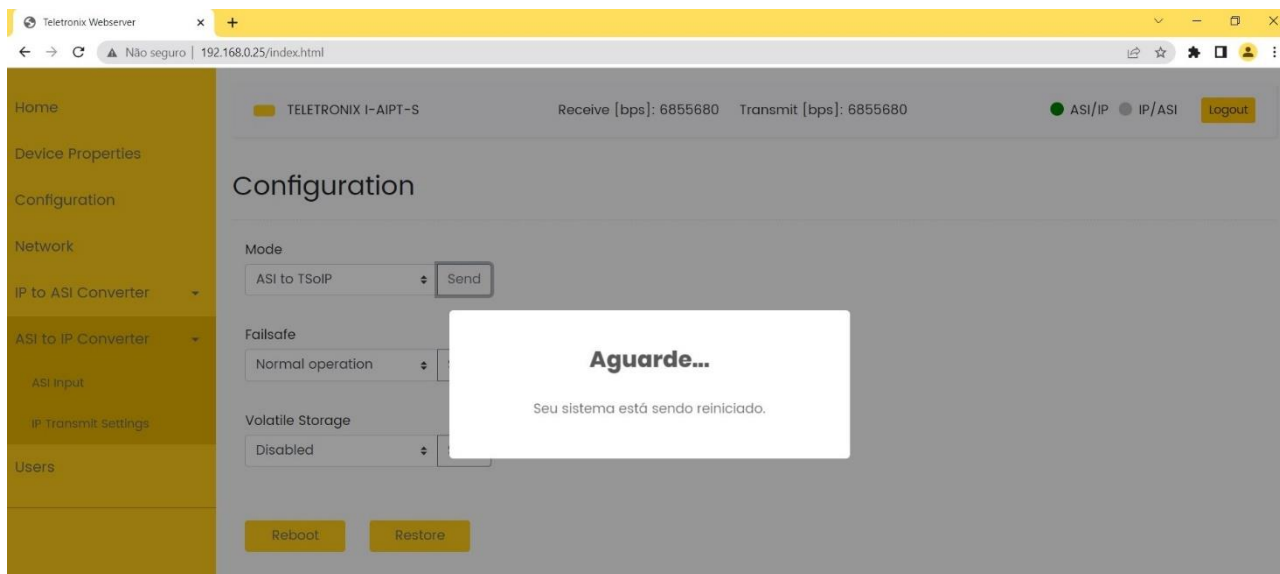 Teletronix Webserver
Não seguro | 192.168.0.25/index.html
Home
Device Properties
Configuration
Network
IP to ASI Converter
ASI to IP Converter
ASI Input
IP Transmit Settings
Users
TELETRONIX I-AIPT-S Receive [bps]: 6855680 Transmit [bps]: 6855680 ASI/IP IP/ASI Logout
Configuration
Mode
ASI to TSoIP Send
Failsafe
Normal operation
Volatile Storage
Disabled
Reboot Restore
Aguarde...
Seu sistema está sendo reiniciado.